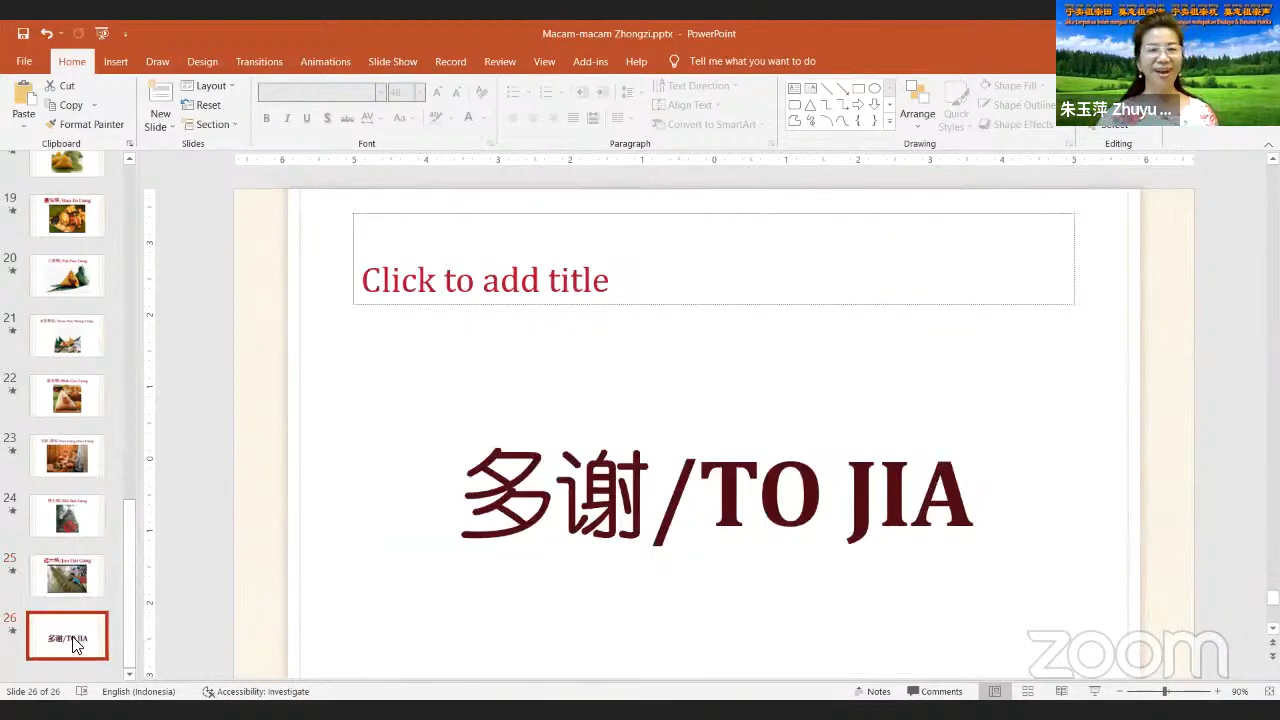 Macam-macam Zhongzi.pptx - PowerPoint
File Home Insert Draw Design Transitions Animations Slide Show Record Review View Add-ins Help Tell me what you want to do
Paste
Cut
Copy
Format Painter
Clipboard
New Slide
Layout
Reset
Section
Slides
48
B I U S abc AV Aa A
Font
Text Direction
Align Text
Convert to SmartArt
Paragraph
Arrange
Quick Styles
Shape Fill
Shape Outline
Shape Effects
Drawing
Select
Editing
朱玉萍 Zhuyu ...
19
20
21
22
23
24
25
26
多谢/TO JIA
Click to add title
多谢/TO JIA
zoom
Slide 26 of 26 English (Indonesia) Accessibility: Investigate Notes Comments 90%